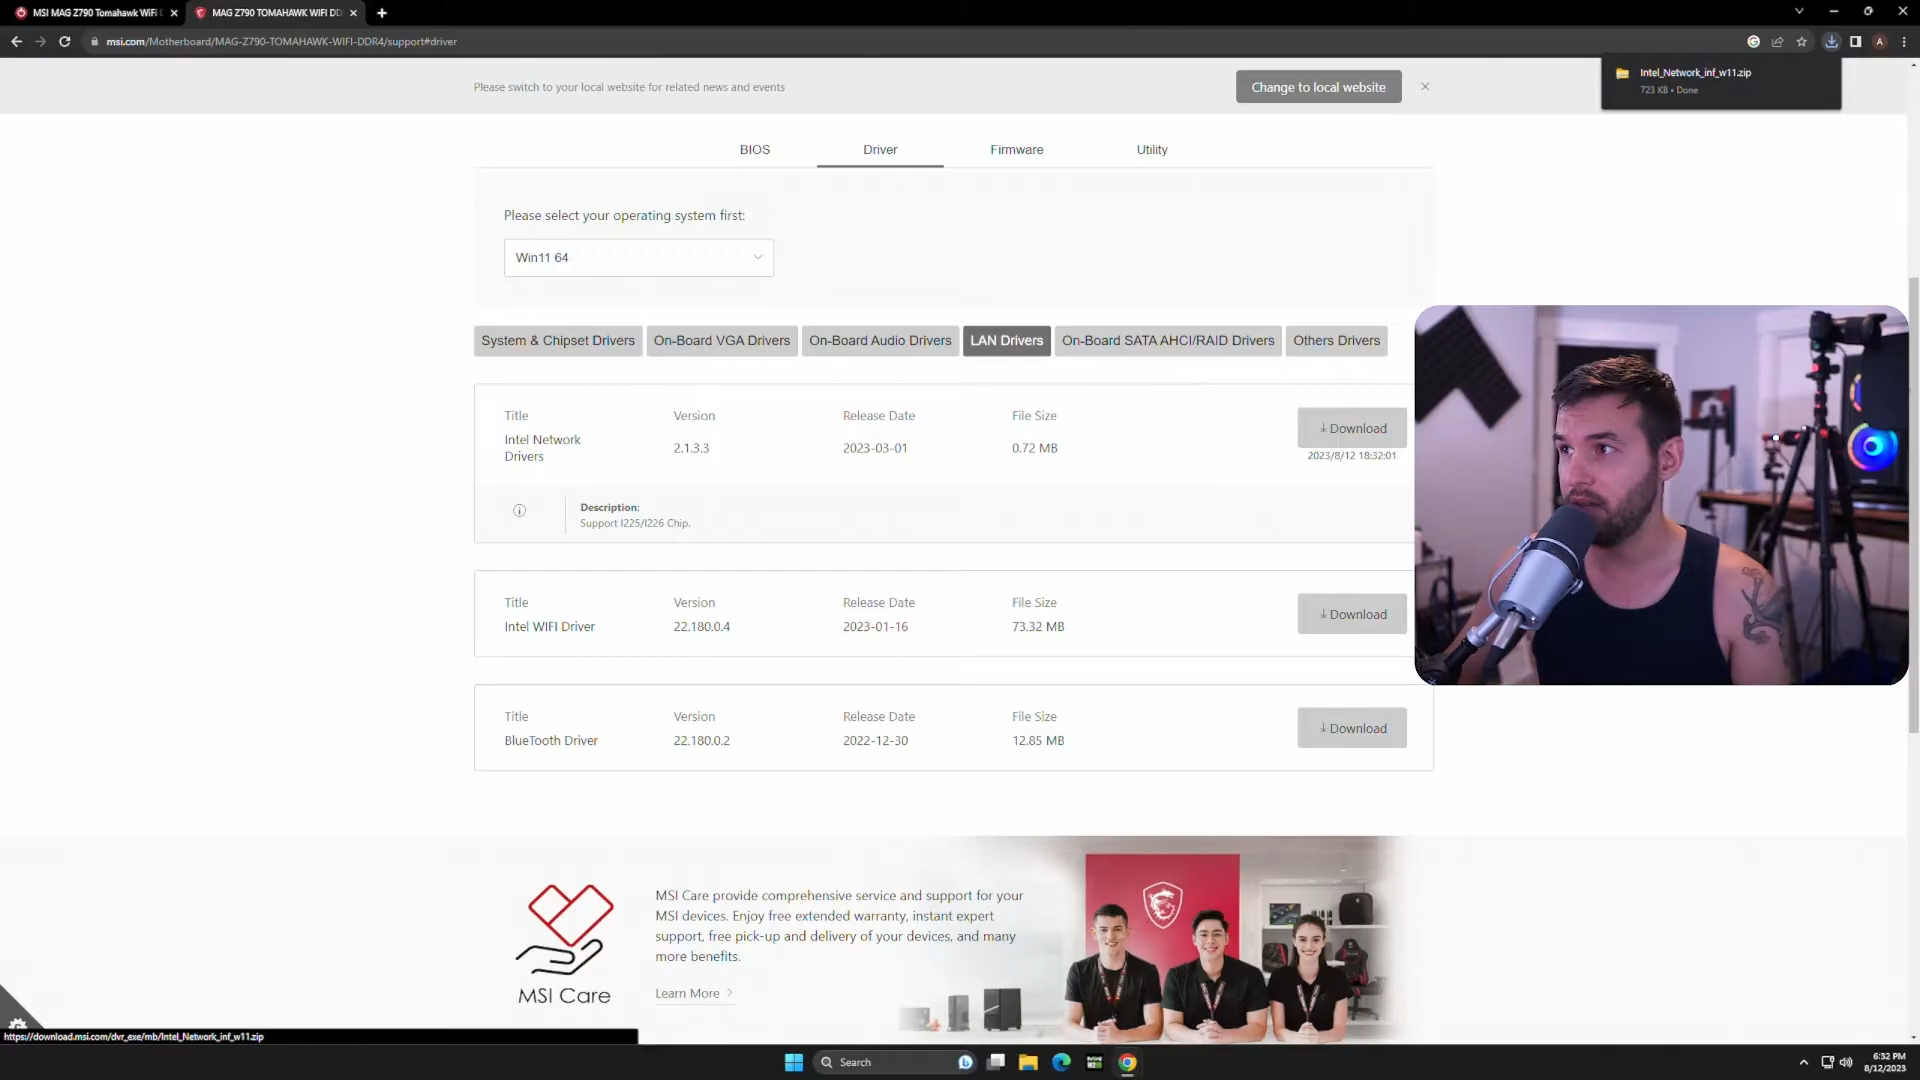 MSI MAG Z790 Tomahawk WiFi
MAG Z790 TOMAHAWK WIFI DD
msi.com/Motherboard/MAG-Z790-TOMAHAWK-WIFI-DDR4/support#driver
A
Intel_Network_inf_w11.zip
723 KB • Done
Please switch to your local website for related news and events
Change to local website
BIOS
Driver
Firmware
Utility
Please select your operating system first:
Win11 64
System & Chipset Drivers
On-Board VGA Drivers
On-Board Audio Drivers
LAN Drivers
On-Board SATA AHCI/RAID Drivers
Others Drivers
Title
Version
Release Date
File Size
Intel Network
Drivers
2.1.3.3
2023-03-01
0.72 MB
Download
2023/8/12 18:32:01
Description:
Support I225/I226 Chip.
Title
Version
Release Date
File Size
Intel WIFI Driver
22.180.0.4
2023-01-16
73.32 MB
Download
Title
Version
Release Date
File Size
BlueTooth Driver
22.180.0.2
2022-12-30
12.85 MB
Download
MSI Care
MSI Care provide comprehensive service and support for your
MSI devices. Enjoy free extended warranty, instant expert
support, free pick-up and delivery of your devices, and many
more benefits.
Learn More
https://download.msi.com/dvr_exe/mb/Intel_Network_inf_w11.zip
Search
6:32 PM
8/12/2023